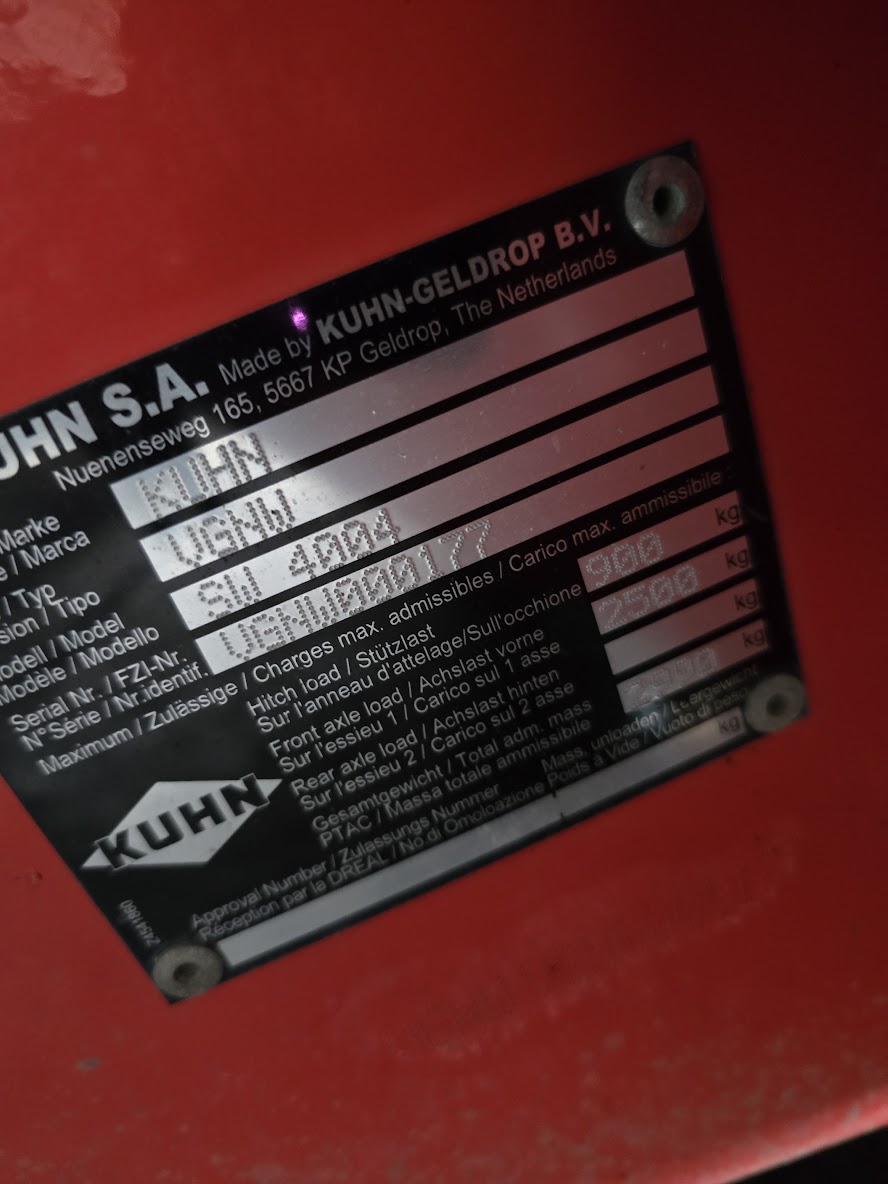 KUHN S.A. Made by KUHN-GELDROP B.V.
Nuenenseweg 165, 5667 KP Geldrop, The Netherlands
Marke
/ Marca
KUHN
/ Typ
/ Tipo
VGNW
Modell / Model
Modèle / Modello
SW 4004
Serial Nr. / FZI-Nr.
N° Série / Nr.identif.
VGNW000177
Maximum / Zulässige / Charges max. admissibles / Carico max. ammissibile :
Hitch load / Stützlast
Sur l'anneau d'attelage/Sull'occhione
900 kg
Front axle load / Achslast vorne
Sur l'essieu 1 / Carico sul 1 asse
2500 kg
Rear axle load / Achslast hinten
Sur l'essieu 2 / Carico sul 2 asse
kg
Gesamtgewicht / Total adm. mass
PTAC / Massa totale ammissibile
kg
Mass. unloaden / Leergewicht
Poids à Vide / Vuoto di pesa
kg
Approval Number / Zulassungs Nummer
Réception par la DREAL / No.di Omoloazione
KUHN
Z4541860